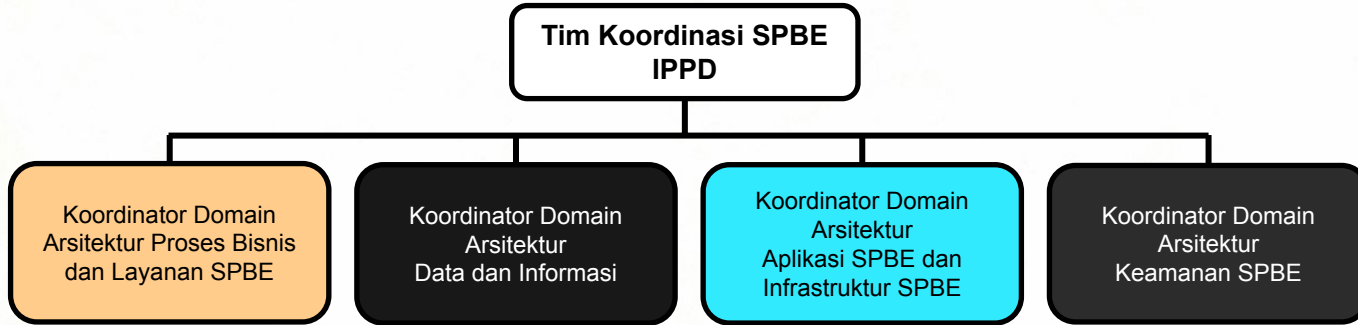 Tim Koordinasi SPBE
IPPD
Koordinator Domain
Arsitektur Proses Bisnis
dan Layanan SPBE
Koordinator Domain
Arsitektur
Data dan Informasi
Koordinator Domain
Arsitektur
Aplikasi SPBE dan
Infrastruktur SPBE
Koordinator Domain
Arsitektur
Keamanan SPBE